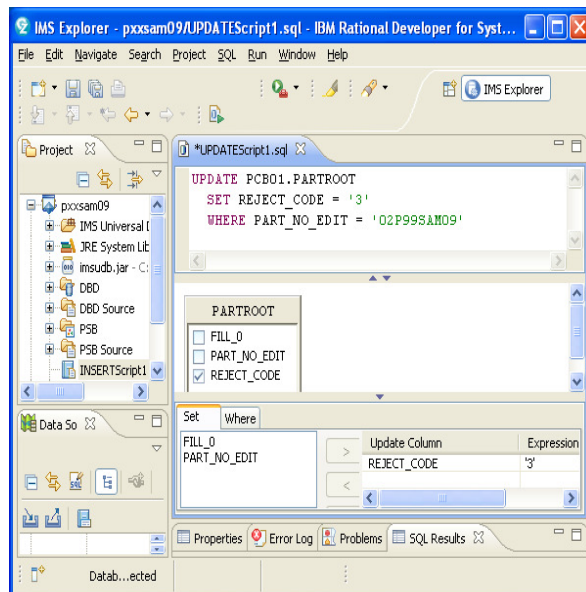 IMS Explorer - pxxsam09/UPDATEScript1.sql - IBM Rational Developer for Syst...
File Edit Navigate Search Project SQL Run Window Help
IMS Explorer
Project
pxxsam09
IMS Universal D
JRE System Lib
imsudb.jar - C:
DBD
DBD Source
PSB
PSB Source
INSERTScript1
*UPDATEScript1.sql
UPDATE PCB01.PARTROOT
SET REJECT_CODE = '3'
WHERE PART_NO_EDIT = '02P99SAM09'
PARTROOT
FILL_0
PART_NO_EDIT
REJECT_CODE
Set Where
FILL_0
PART_NO_EDIT
>
<
Update Column Expression
REJECT_CODE '3'
Data So
Properties Error Log Problems SQL Results
Datab...ected